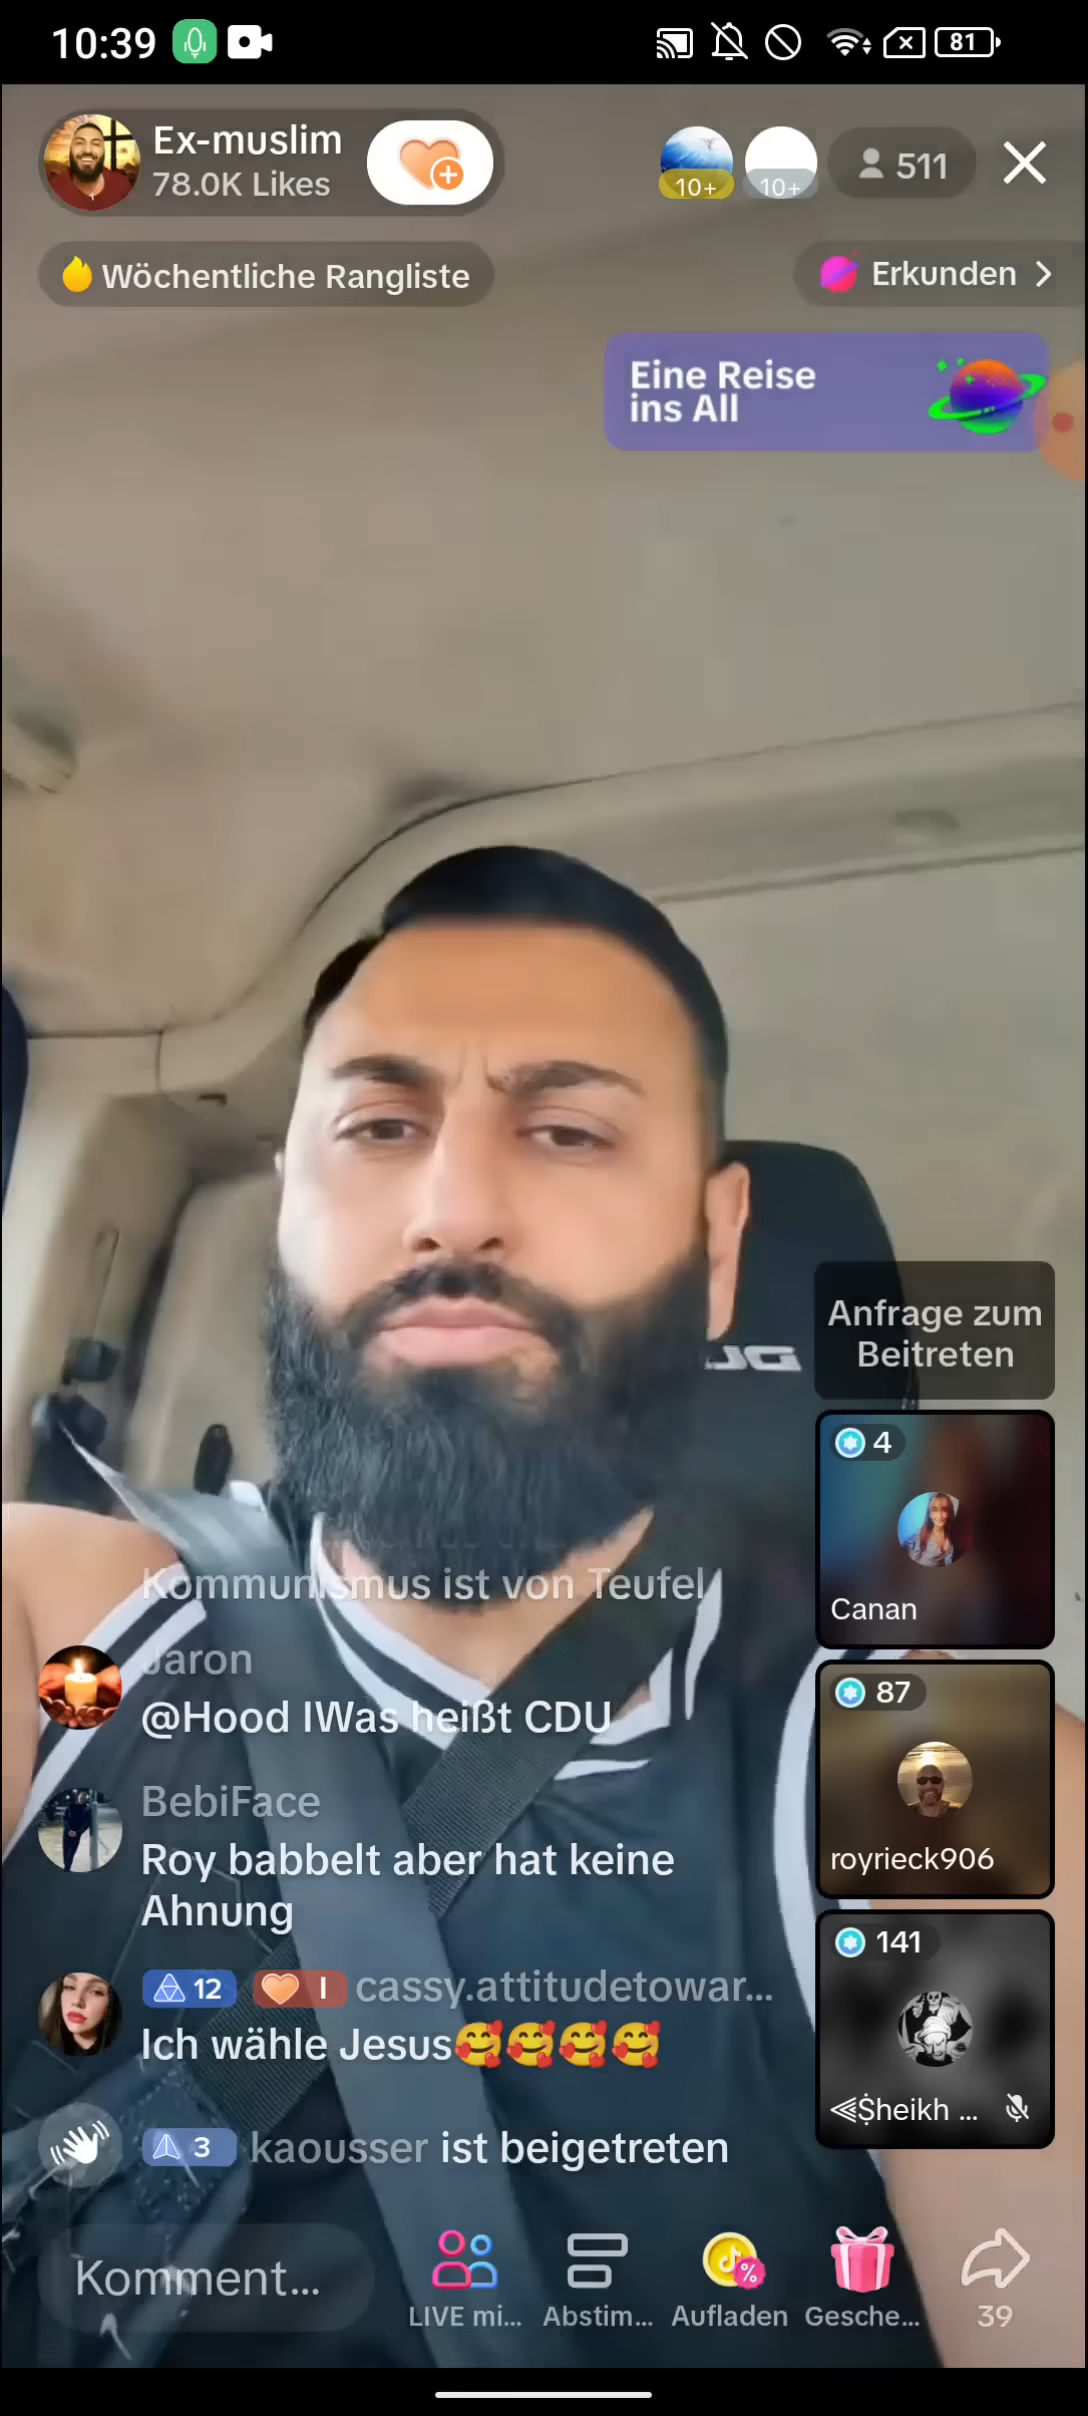 10:39
81
Ex-muslim
78.0K Likes
10+
10+
511
Wöchentliche Rangliste
Erkunden
Eine Reise
ins All
Anfrage zum
Beitreten
4
Canan
87
royrieck906
141
⋘Ṩheikh ...
Kommunismus ist von Teufel
Jaron
@Hood IWas heißt CDU
BebiFace
Roy babbelt aber hat keine
Ahnung
12 I cassy.attitudetowar...
Ich wähle Jesus🥰🥰🥰🥰
3 kaousser ist beigetreten
Komment...
LIVE mi...
Abstim...
Aufladen
Gesche...
39